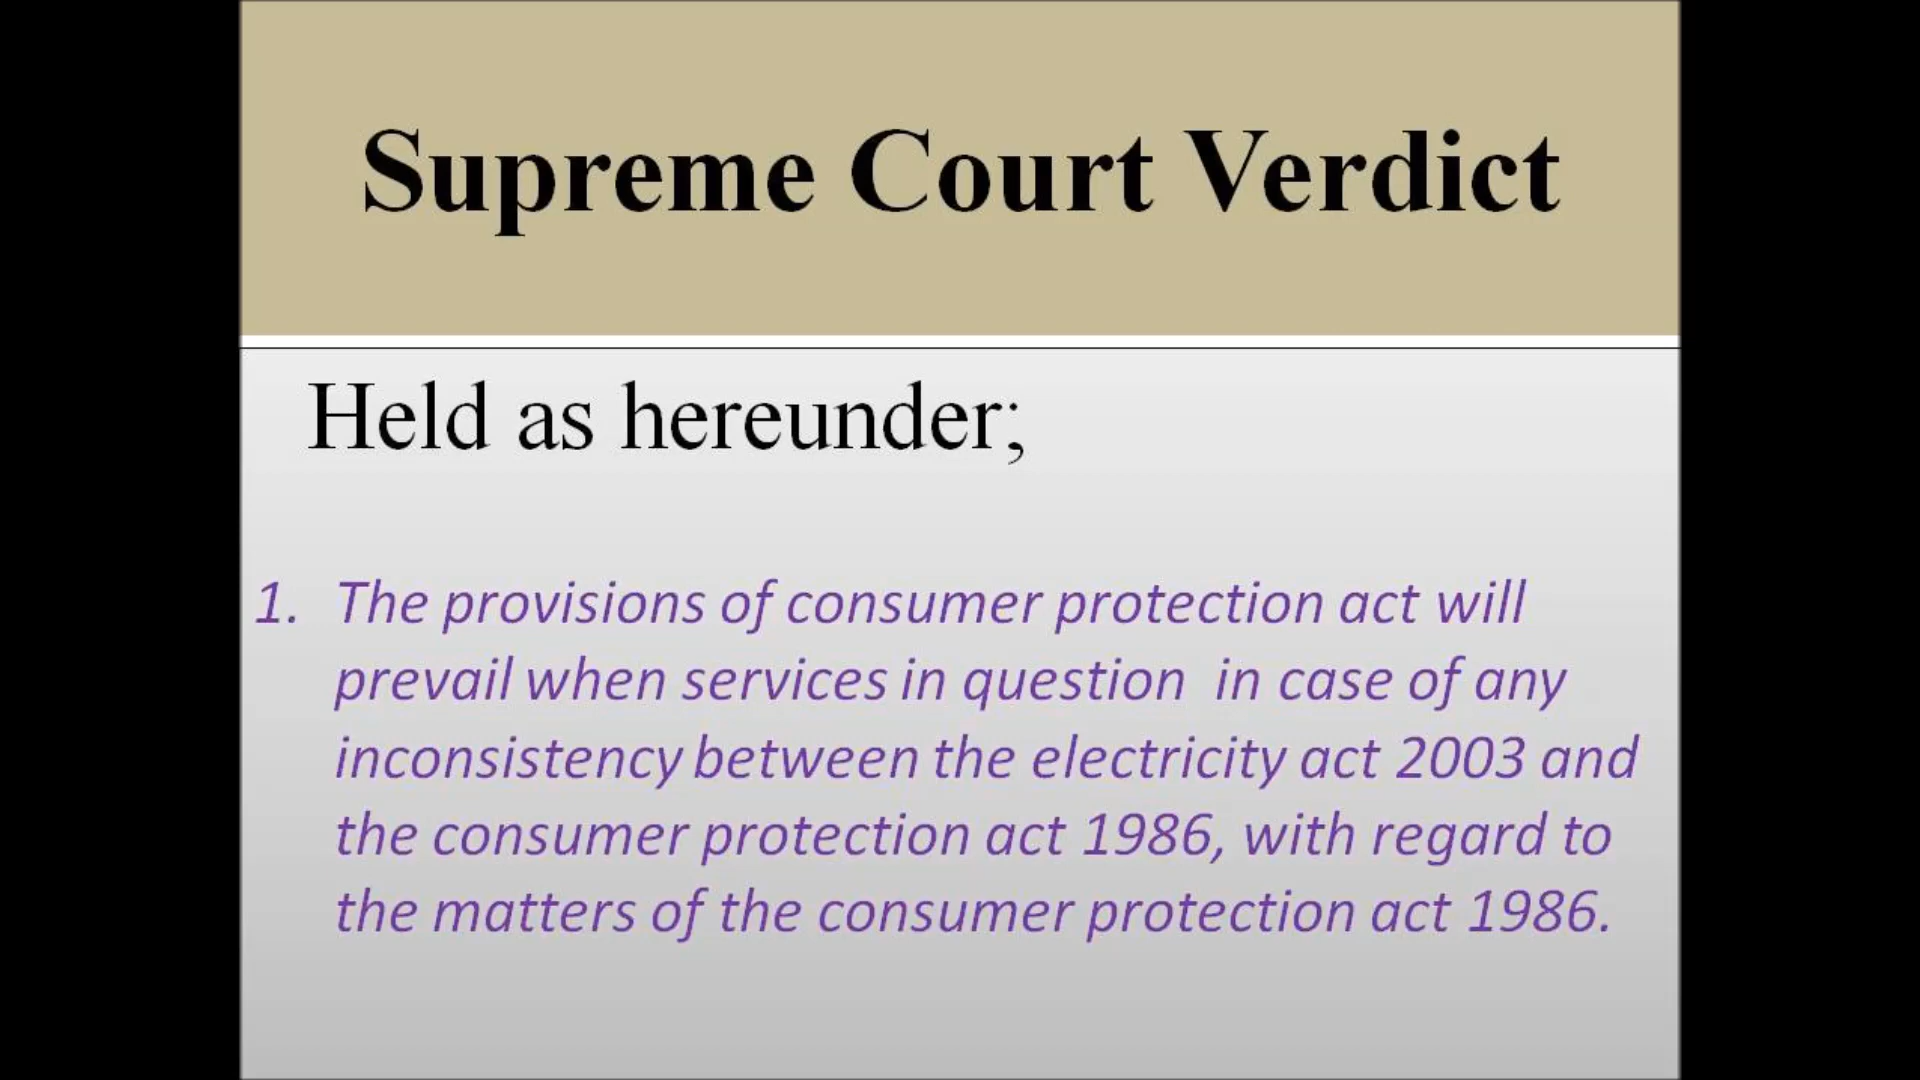 Supreme Court Verdict
Held as hereunder;
1. The provisions of consumer protection act will
prevail when services in question in case of any
inconsistency between the electricity act 2003 and
the consumer protection act 1986, with regard to
the matters of the consumer protection act 1986.